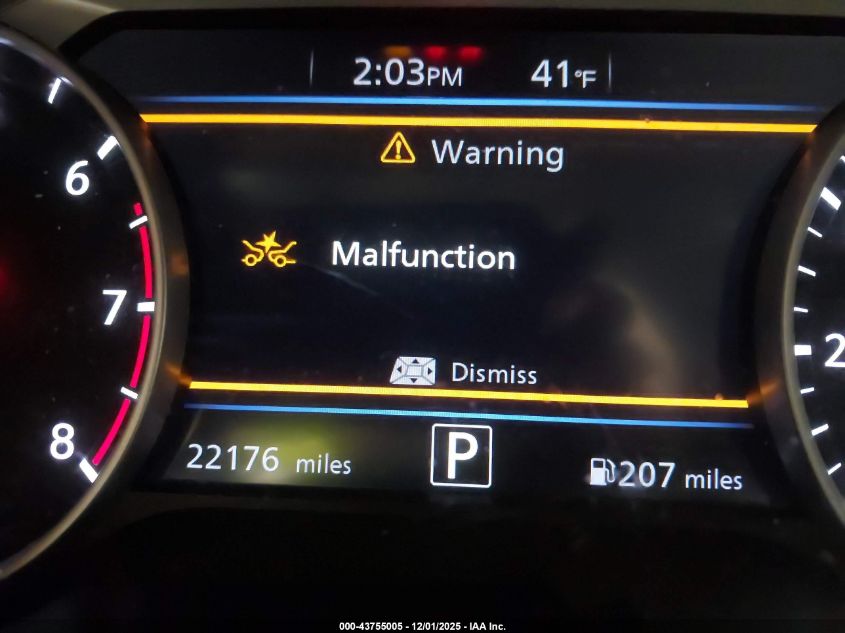 2:03PM 41°F
Warning
6
Malfunction
7
2
Dismiss
8
22176 miles P 207 miles
000-43755005 - 12/01/2025 - IAA Inc.